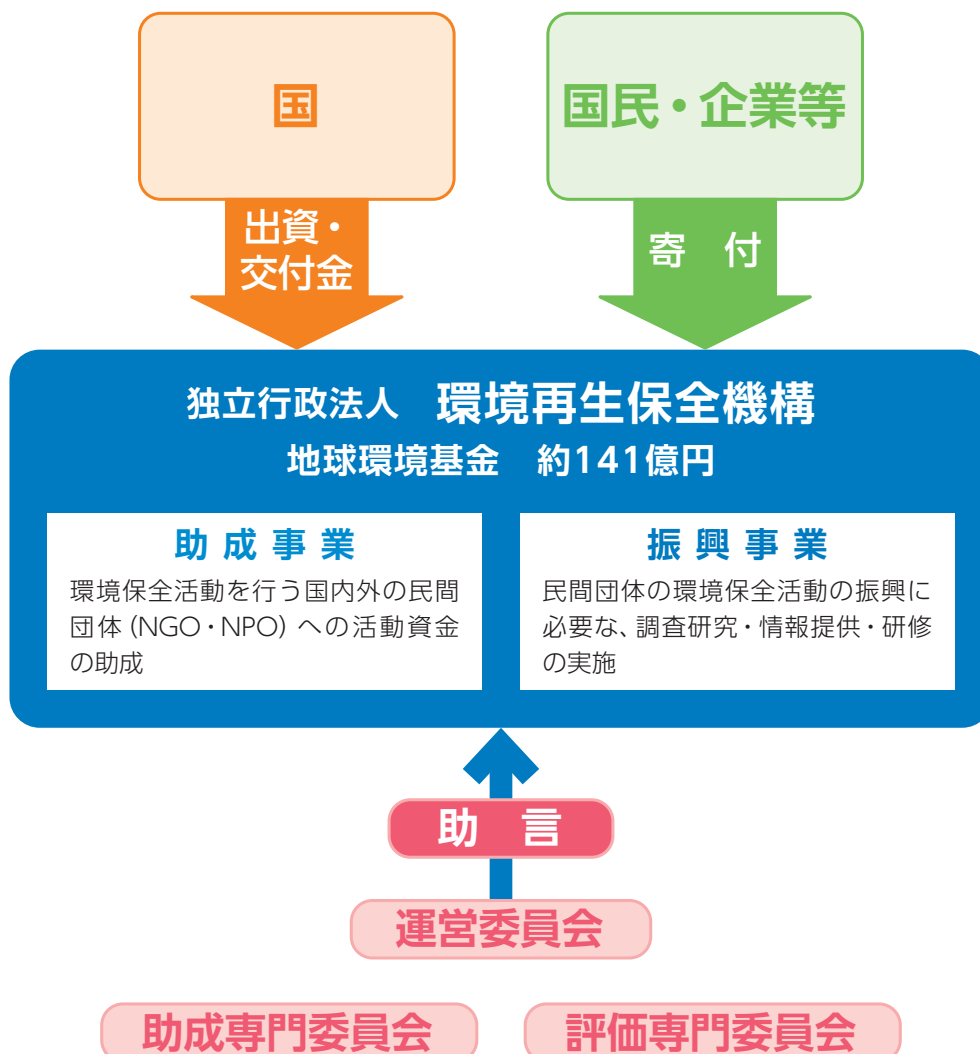 国
国民・企業等
出資・
交付金
寄　付
独立行政法人　環境再生保全機構
地球環境基金　約141億円
助成事業
環境保全活動を行う国内外の民間
団体（NGO・NPO）への活動資金
の助成
振興事業
民間団体の環境保全活動の振興に
必要な、調査研究・情報提供・研修
の実施
助　言
運営委員会
助成専門委員会
評価専門委員会